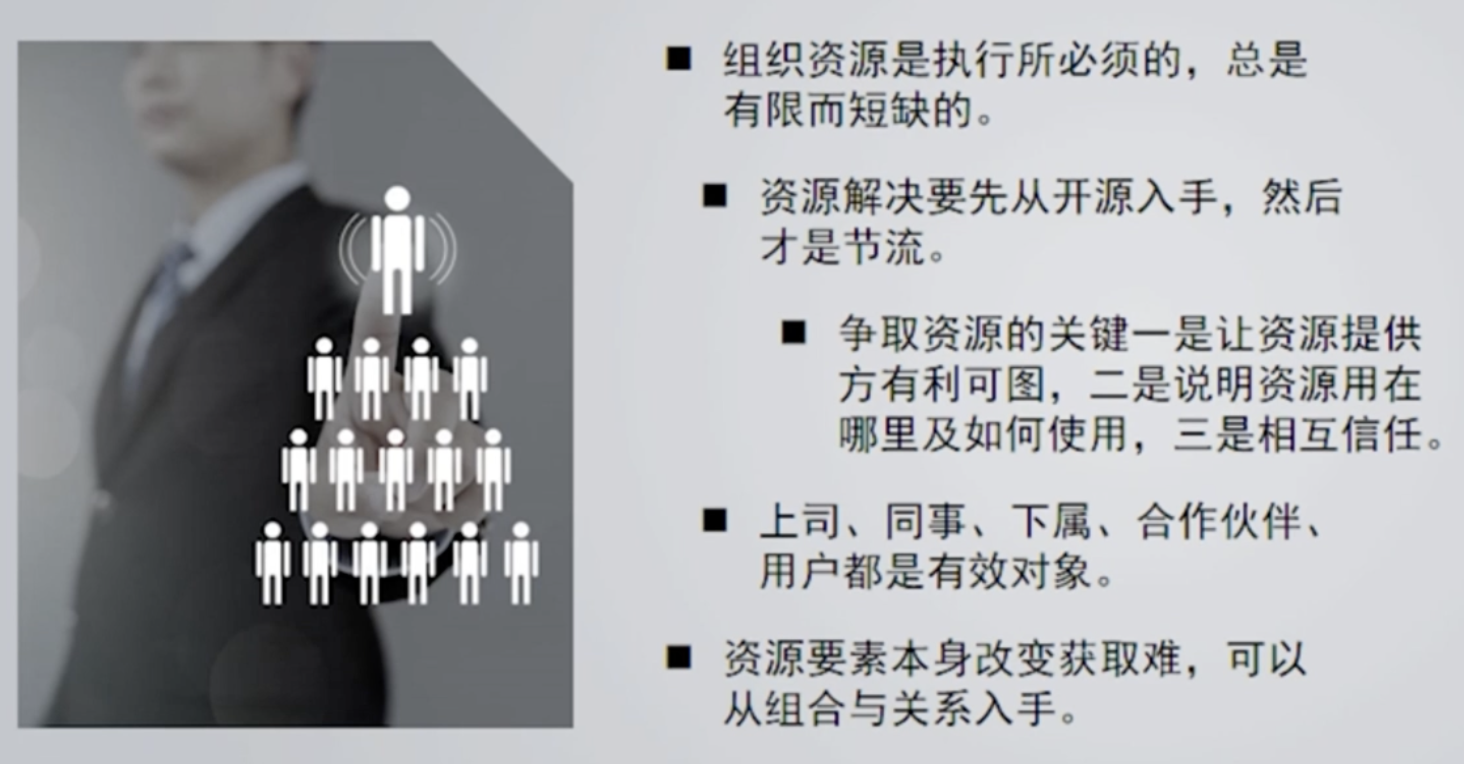 ■ 组织资源是执行所必须的，总是
有限而短缺的。
■ 资源解决要先从开源入手，然后
才是节流。
■ 争取资源的关键一是让资源提供
方有利可图，二是说明资源用在
哪里及如何使用，三是相互信任。
■ 上司、同事、下属、合作伙伴、
用户都是有效对象。
■ 资源要素本身改变获取难，可以
从组合与关系入手。